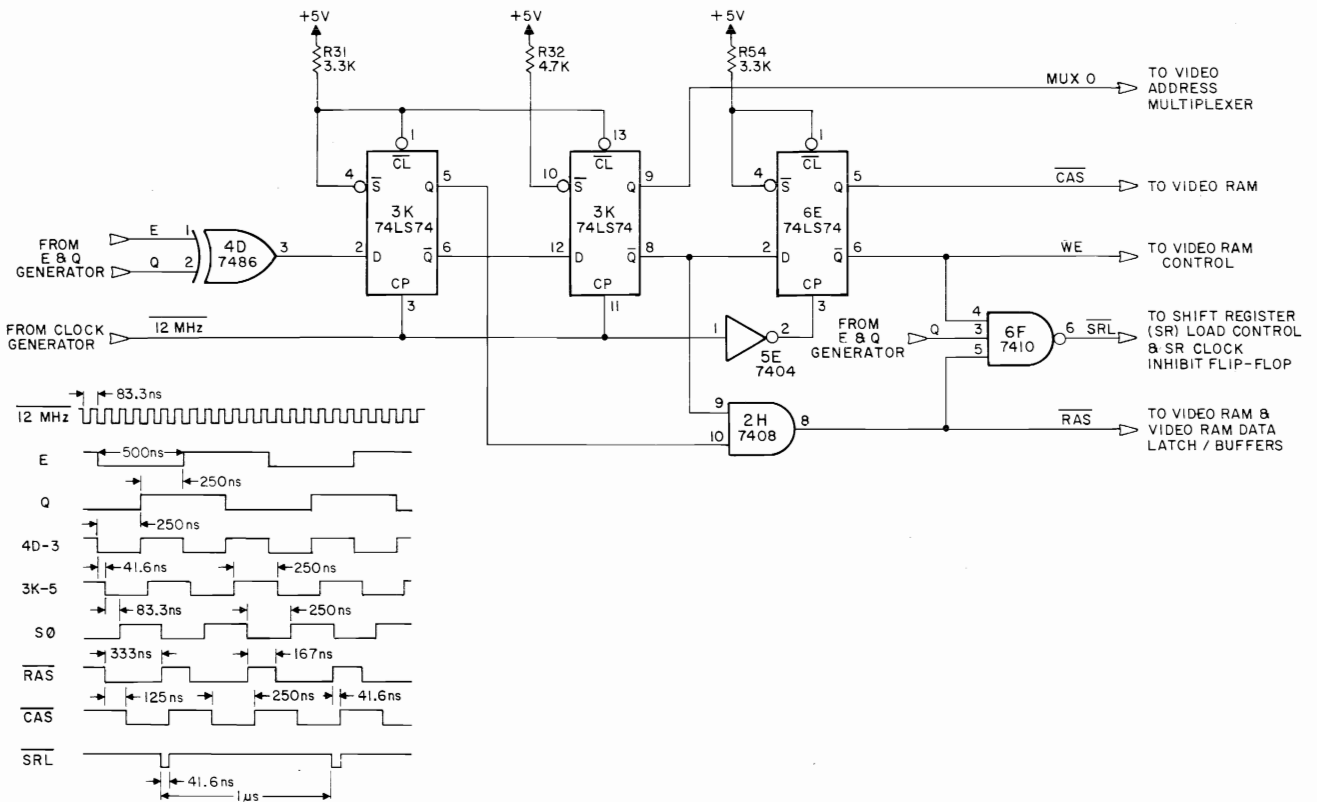 +5V
+5V
+5V
R31
3.3K
R32
4.7K
R54
3.3K
MUX 0
TO VIDEO
ADDRESS
MULTIPLEXER
1
CL
4
S
Q
5
3K
74LS74
2
D
Q
6
CP
3
13
CL
10
S
Q
9
3K
74LS74
12
D
Q
8
CP
11
1
CL
4
S
Q
5
6E
74LS74
2
D
Q
6
CP
3
CAS
TO VIDEO RAM
WE
TO VIDEO RAM
CONTROL
FROM
E & Q
GENERATOR
E
Q
1
2
4D
7486
3
FROM CLOCK
GENERATOR
12 MHz
1
2
5E
7404
FROM
E & Q
GENERATOR
Q
4
3
5
6F
7410
6
SRL
TO SHIFT REGISTER
(SR) LOAD CONTROL
& SR CLOCK
INHIBIT FLIP-FLOP
9
10
2H
7408
8
RAS
TO VIDEO RAM &
VIDEO RAM DATA
LATCH / BUFFERS
83.3ns
12 MHz
E
500ns
250ns
Q
250ns
4D-3
41.6ns
250ns
3K-5
83.3ns
250ns
SØ
333ns
167ns
RAS
125ns
250ns
41.6ns
CAS
SRL
41.6ns
1µs